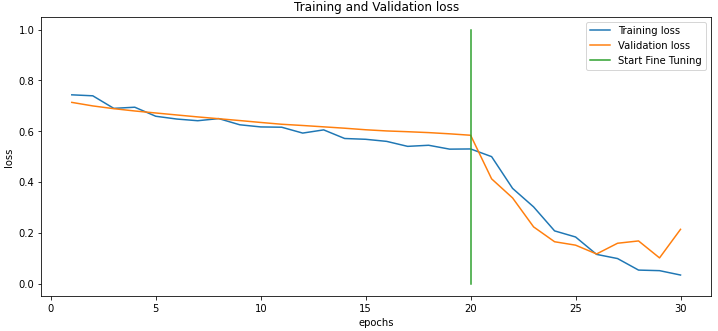 Training and Validation loss
Training loss
Validation loss
Start Fine Tuning
1.0
0.8
0.6
0.4
0.2
0.0
loss
0 5 10 15 20 25 30
epochs